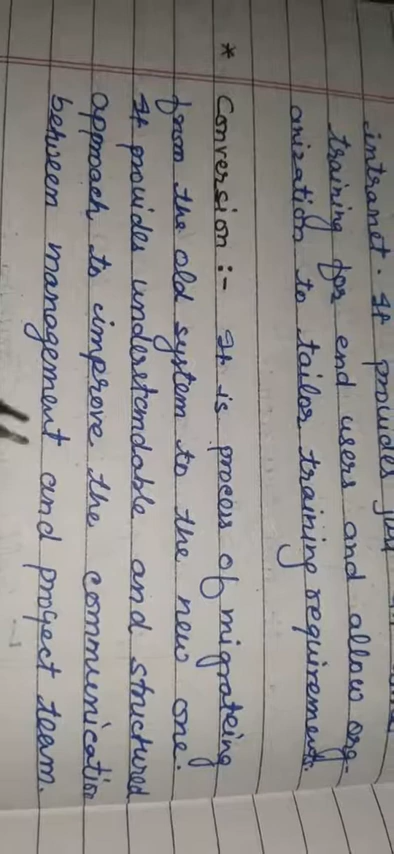 intranet. It provides
training for end users and allow org-
anization to tailor training requirements.
* Conversion :- It is proces of migrateing
from the old system to the new one.
It provides understandable and structured
approach to improve the communication
between management and project team.